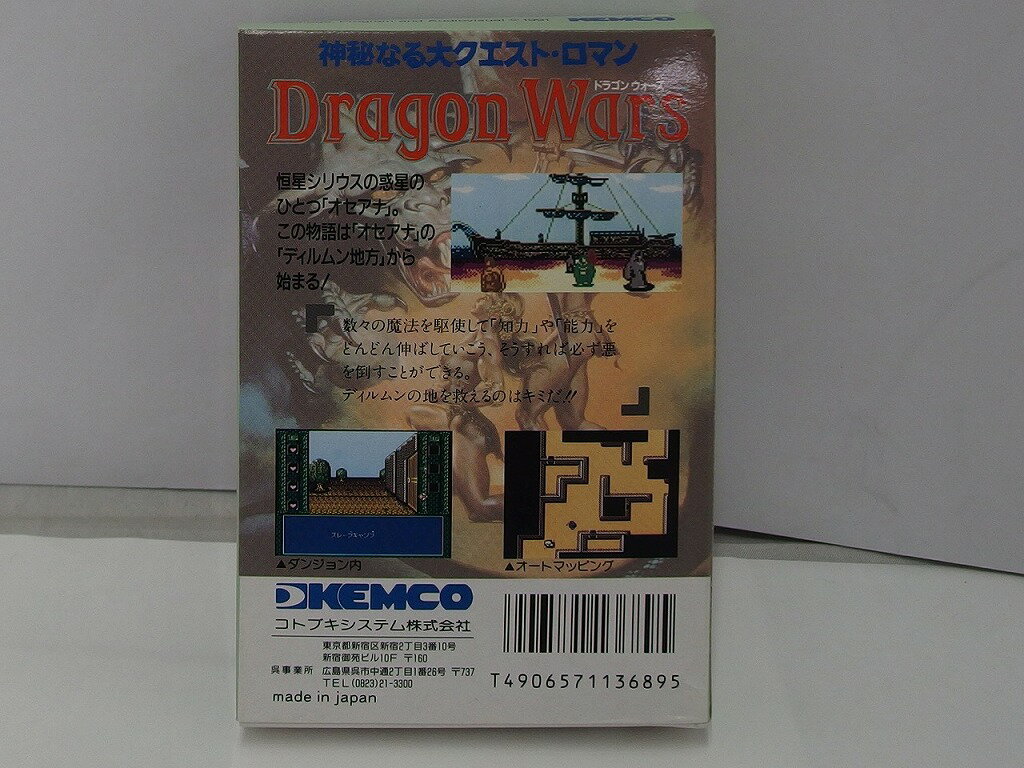 KEMCO
神秘なる大クエスト・ロマン
ドラゴンウォーズ
Dragon Wars
恒星シリウスの惑星の
ひとつ「オセアナ」。
この物語は「オセアナ」の
「ディルムン地方」から
始まる!
数々の魔法を駆使して「知力」や「能力」を
どんどん伸ばしていこう、そうすれば必ず悪
を倒すことができる。
ディルムンの地を救えるのはキミだ!!
スレーブキャンプ
▲ダンジョン内
▲オートマッピング
KEMCO
コトブキシステム株式会社
東京都新宿区新宿2丁目3番10号
新宿御苑ビル10F 〒160
呉事業所 広島県呉市中通2丁目1番26号 〒737
TEL(0823)21-3300
made in japan
T4906571136895